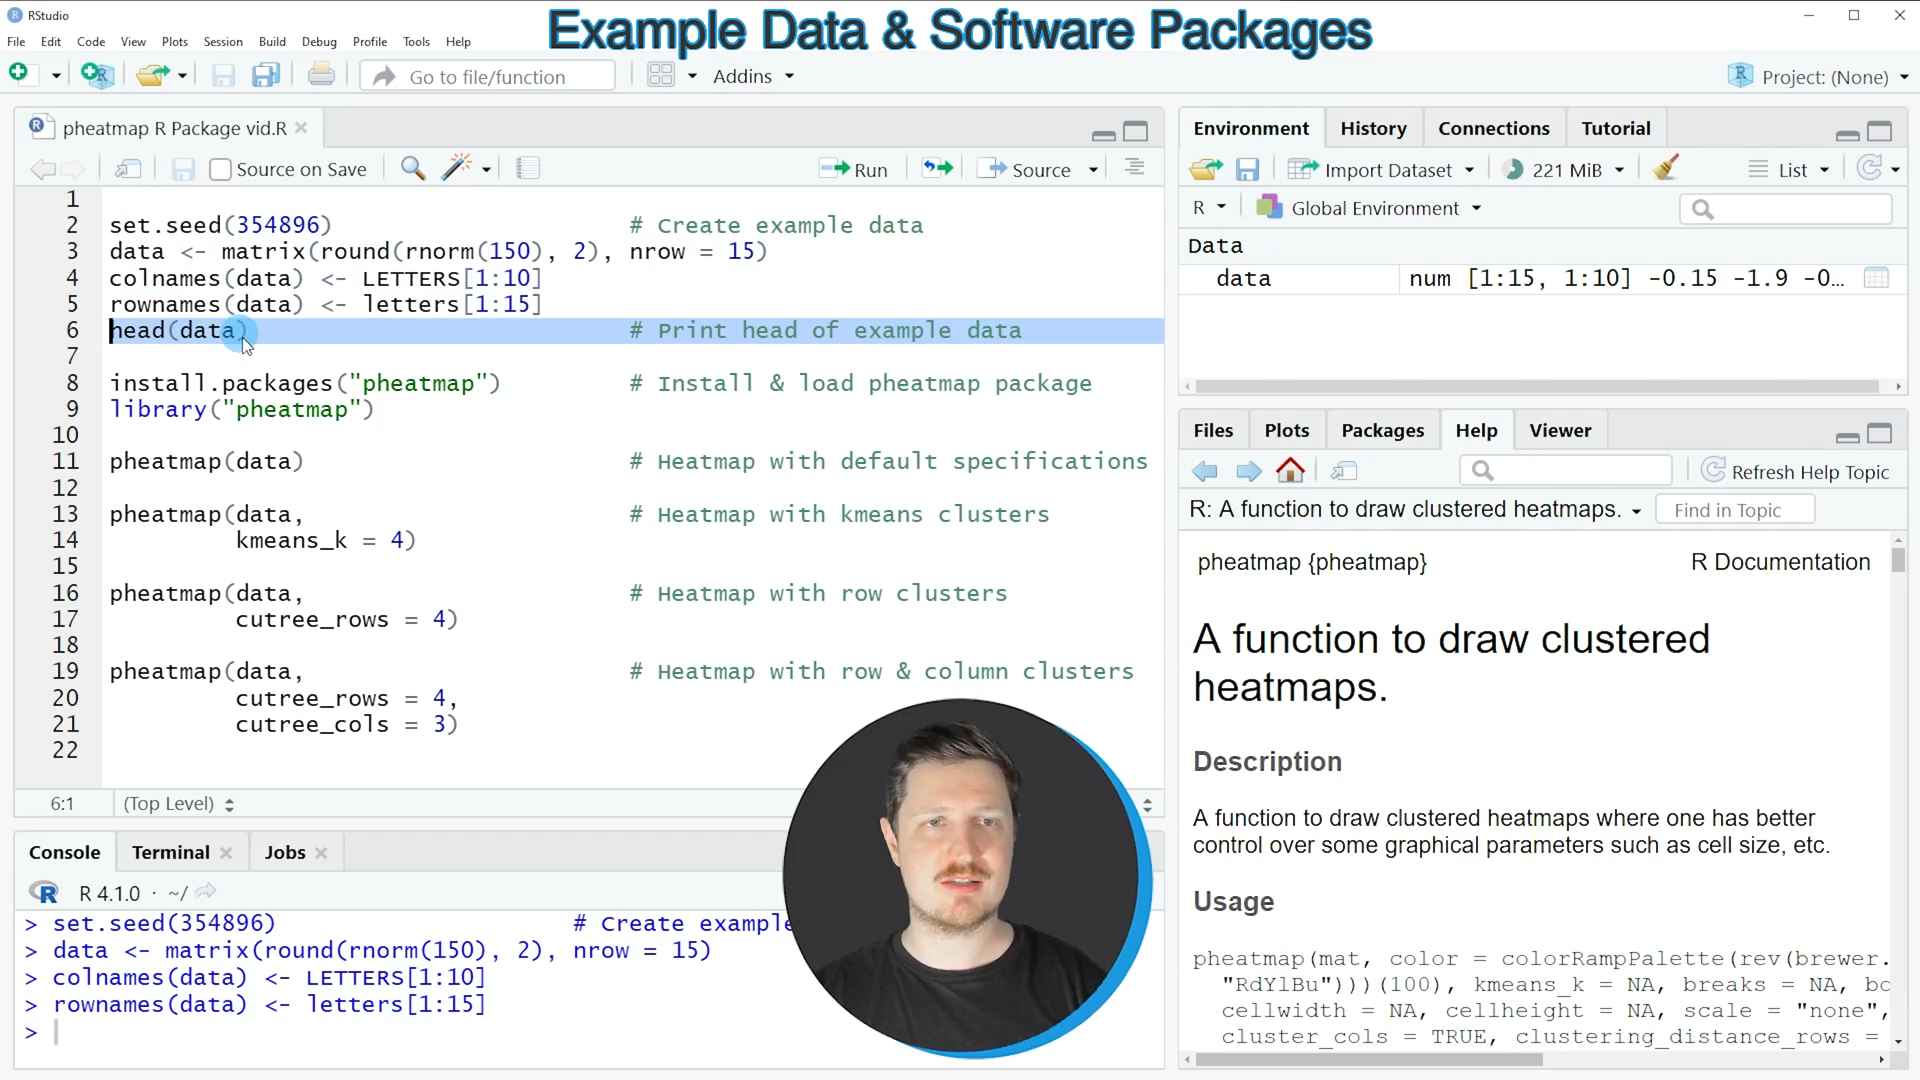 RStudio
Example Data & Software Packages
File Edit Code View Plots Session Build Debug Profile Tools Help
Go to file/function Addins Project: (None)
pheatmap R Package vid.R
Source on Save Run Source
1
2 set.seed(354896) # Create example data
3 data <- matrix(round(rnorm(150), 2), nrow = 15)
4 colnames(data) <- LETTERS[1:10]
5 rownames(data) <- letters[1:15]
6 head(data) # Print head of example data
7
8 install.packages("pheatmap") # Install & load pheatmap package
9 library("pheatmap")
10
11 pheatmap(data) # Heatmap with default specifications
12
13 pheatmap(data, # Heatmap with kmeans clusters
14 kmeans_k = 4)
15
16 pheatmap(data, # Heatmap with row clusters
17 cutree_rows = 4)
18
19 pheatmap(data, # Heatmap with row & column clusters
20 cutree_rows = 4,
21 cutree_cols = 3)
22
6:1 (Top Level)
Console Terminal Jobs
R 4.1.0 · ~/
> set.seed(354896) # Create example
> data <- matrix(round(rnorm(150), 2), nrow = 15)
> colnames(data) <- LETTERS[1:10]
> rownames(data) <- letters[1:15]
>
Environment History Connections Tutorial
Import Dataset 221 MiB List
R Global Environment
Data
data num [1:15, 1:10] -0.15 -1.9 -0...
Files Plots Packages Help Viewer
Refresh Help Topic
R: A function to draw clustered heatmaps. Find in Topic
pheatmap {pheatmap} R Documentation
A function to draw clustered
heatmaps.
Description
A function to draw clustered heatmaps where one has better
control over some graphical parameters such as cell size, etc.
Usage
pheatmap(mat, color = colorRampPalette(rev(brewer.
"RdYlBu")))(100), kmeans_k = NA, breaks = NA, bo
cellwidth = NA, cellheight = NA, scale = "none",
cluster_cols = TRUE, clustering_distance_rows =